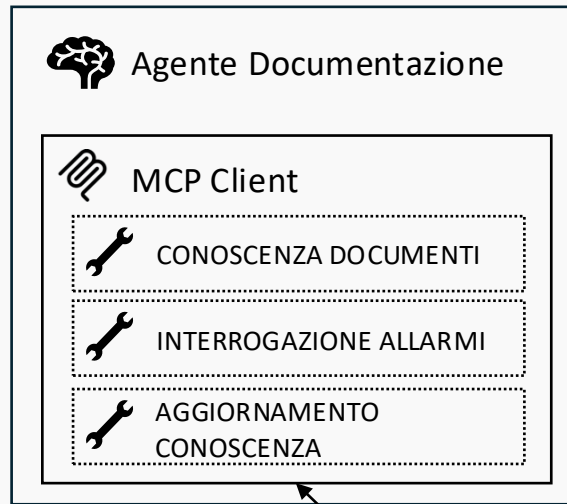 Agente Documentazione
MCP Client
CONOSCENZA DOCUMENTI
INTERROGAZIONE ALLARMI
AGGIORNAMENTO
CONOSCENZA